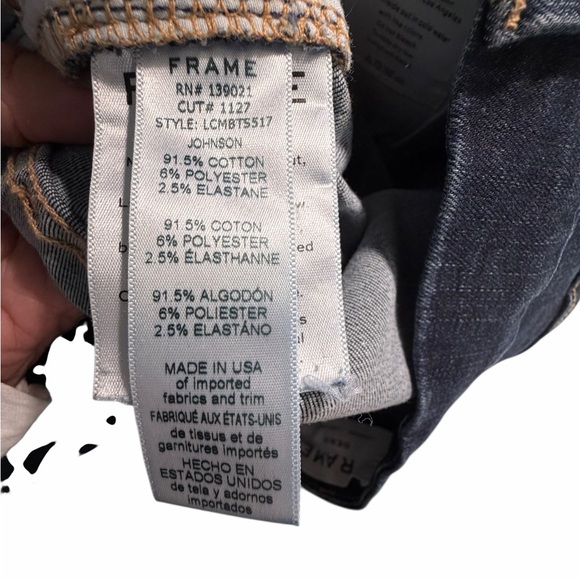 FRAME
RN# 139021
CUT# 1127
STYLE: LCMBT5517
JOHNSON
91.5% COTTON
6% POLYESTER
2.5% ELASTANE
91.5% COTON
6% POLYESTER
2.5% ÉLASTHANNE
91.5% ALGODÓN
6% POLIESTER
2.5% ELASTÁNO
MADE IN USA
of imported
fabrics and trim
FABRIQUÉ AUX ÉTATS-UNIS
de tissus et de
garnitures importés
HECHO EN
ESTADOS UNIDOS
de tela y adornos
importados
Los Angeles